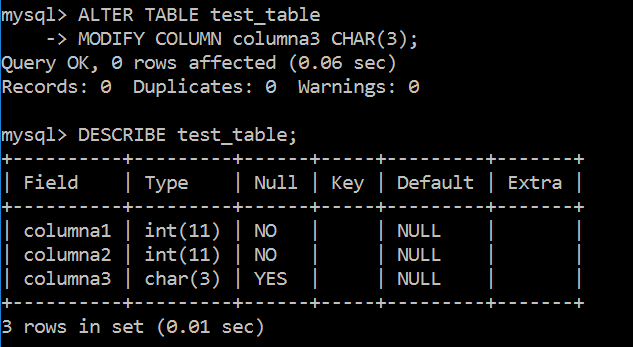 mysql> ALTER TABLE test_table
    -> MODIFY COLUMN columna3 CHAR(3);
Query OK, 0 rows affected (0.06 sec)
Records: 0  Duplicates: 0  Warnings: 0

mysql> DESCRIBE test_table;
+----------+---------+------+-----+---------+-------+
| Field    | Type    | Null | Key | Default | Extra |
+----------+---------+------+-----+---------+-------+
| columna1 | int(11) | NO   |     | NULL    |       |
| columna2 | int(11) | NO   |     | NULL    |       |
| columna3 | char(3) | YES  |     | NULL    |       |
+----------+---------+------+-----+---------+-------+
3 rows in set (0.01 sec)